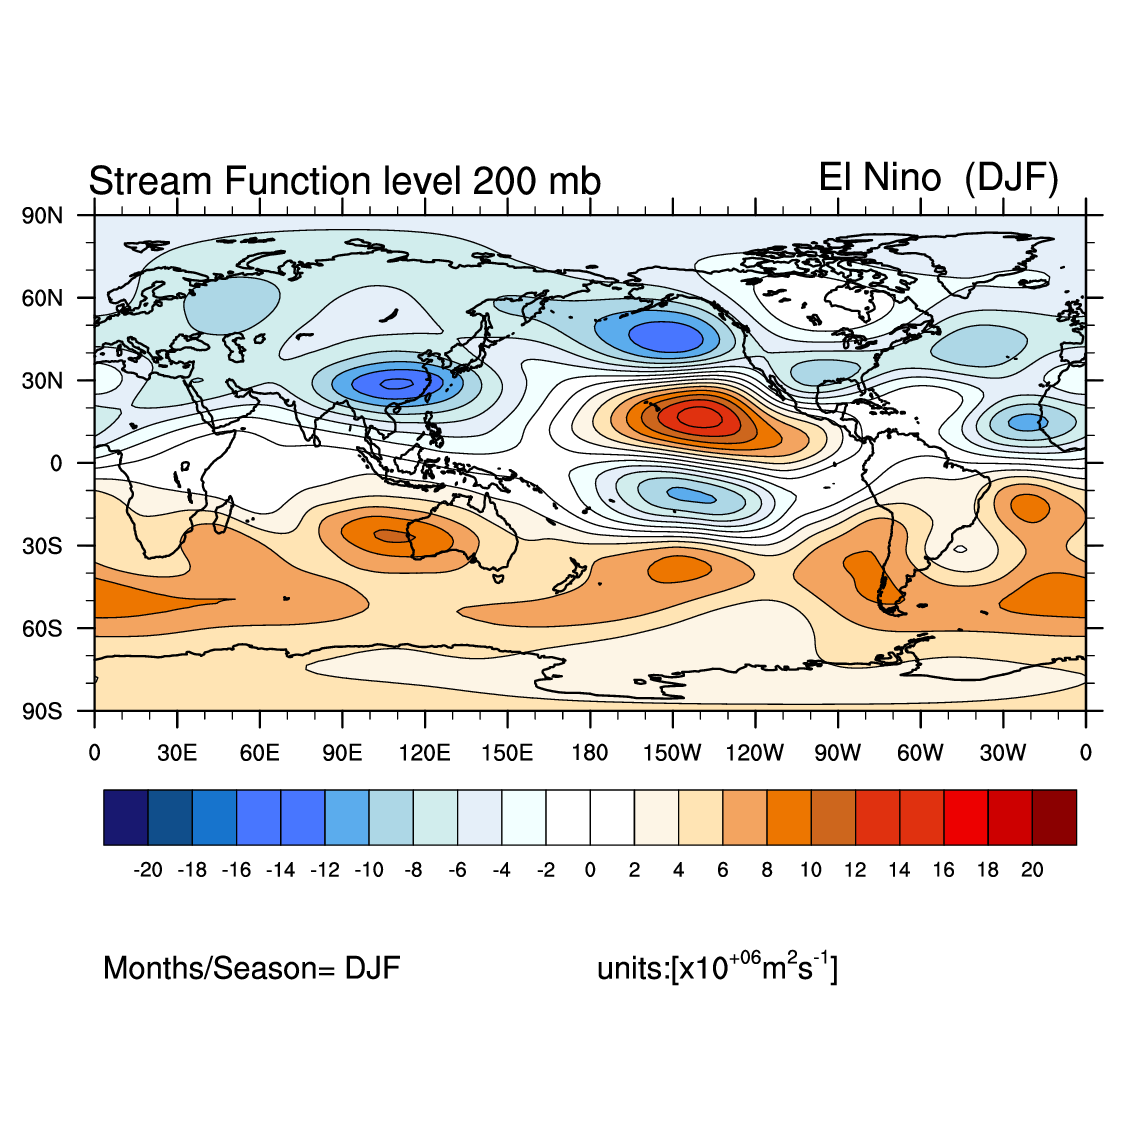 Stream Function level 200 mb
El Nino (DJF)
90N
60N
30N
0
30S
60S
90S
0 30E 60E 90E 120E 150E 180 150W 120W 90W 60W 30W 0
-20 -18 -16 -14 -12 -10 -8 -6 -4 -2 0 2 4 6 8 10 12 14 16 18 20
Months/Season= DJF
units:[x10⁺⁰⁶m²s⁻¹]